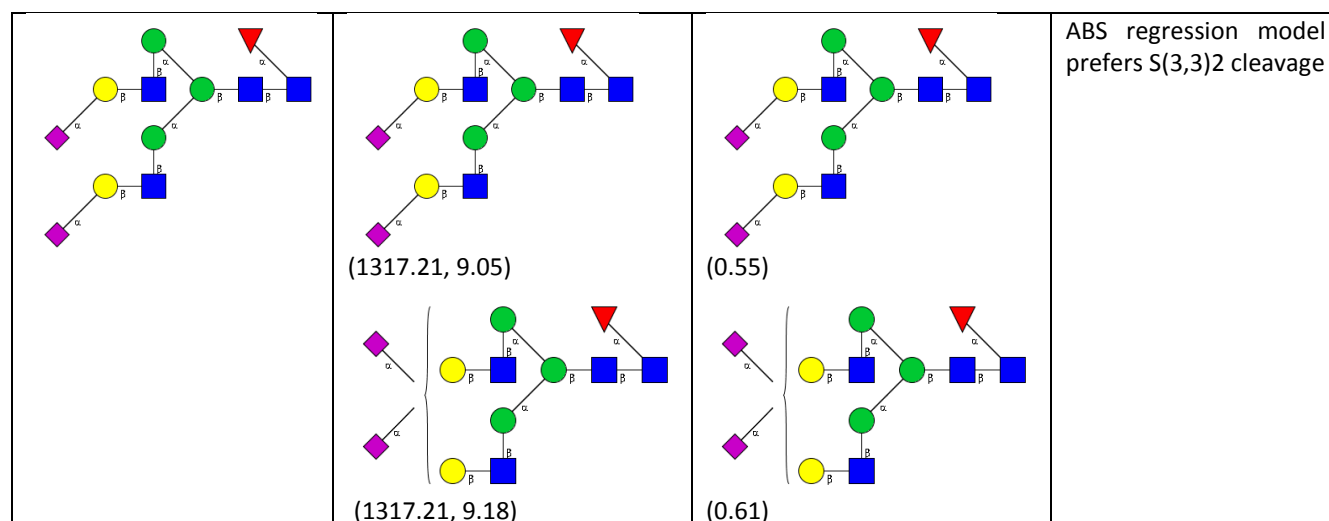 β α α β α α β α α
ABS regression model
prefers S(3,3)2 cleavage
β β β β β β β β β
α α α
α α α
β β β
β β β
α α α
(1317.21, 9.05) (0.55)
β α α β α α
α β β β α β β β
α α
α β α β
β β
(1317.21, 9.18) (0.61)